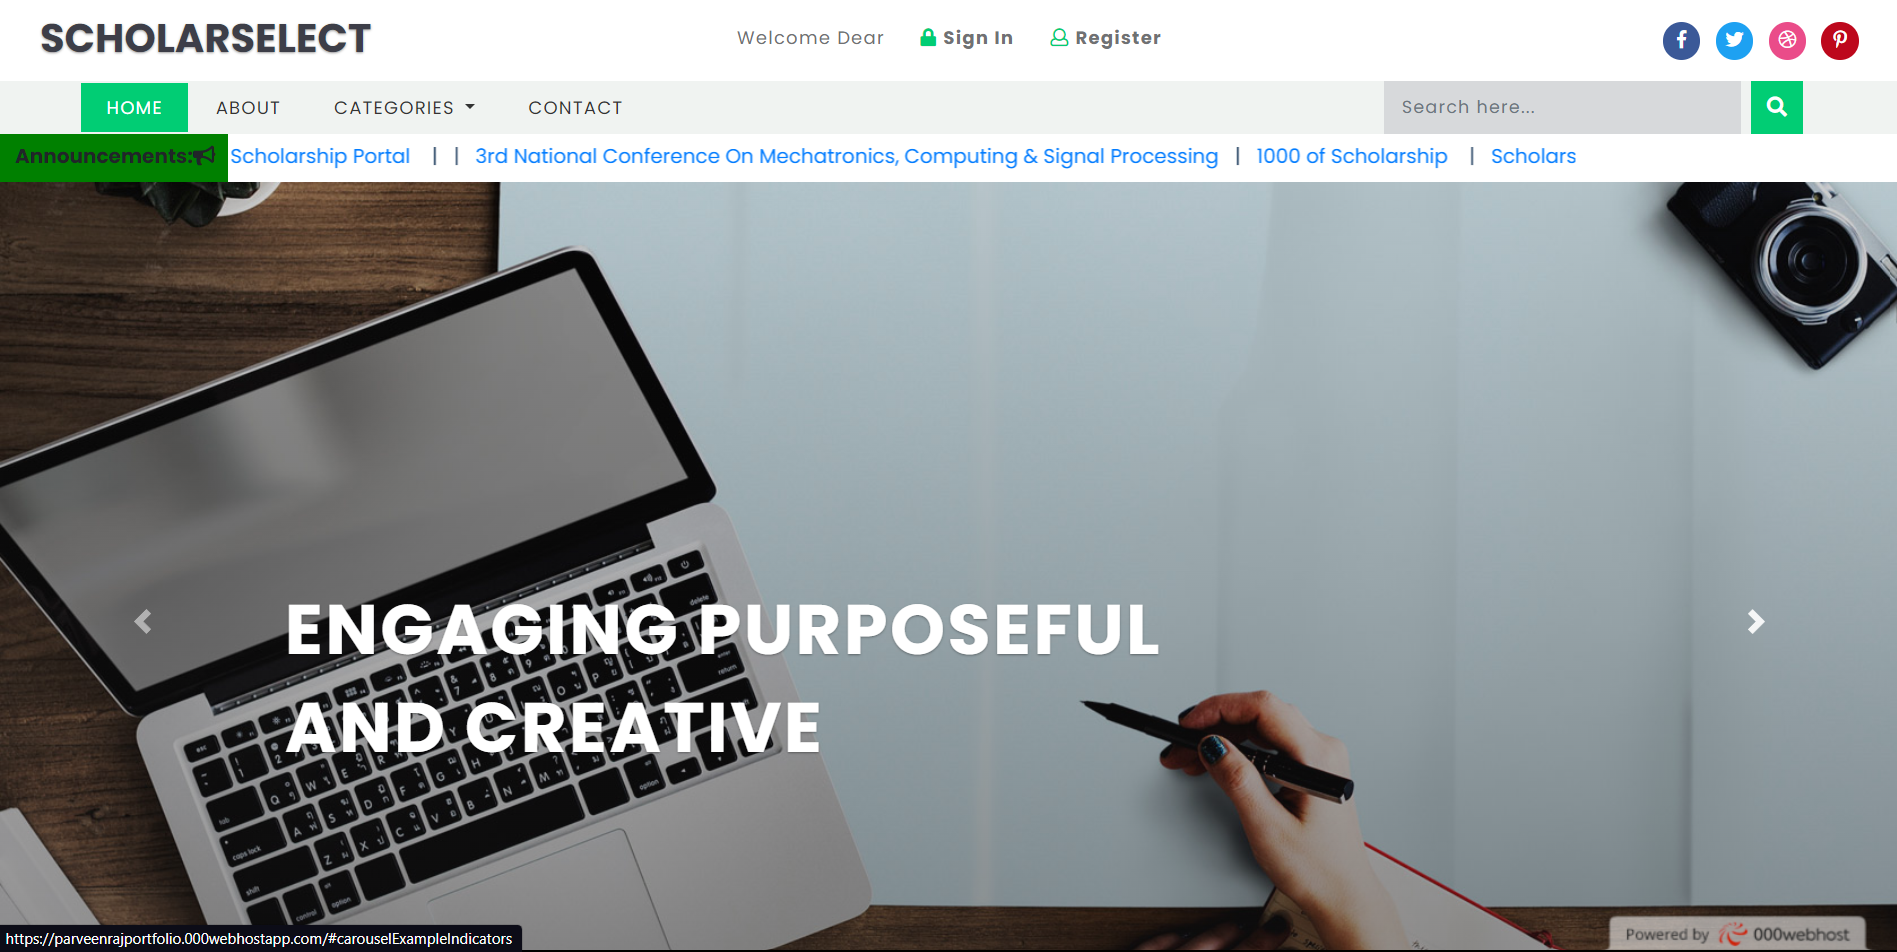 SCHOLARSELECT
Welcome Dear
Sign In
Register
HOME
ABOUT
CATEGORIES
CONTACT
Search here...
Announcements:
Scholarship Portal | | 3rd National Conference On Mechatronics, Computing & Signal Processing | 1000 of Scholarship | Scholars
ENGAGING PURPOSEFUL
AND CREATIVE
https://parveenrajportfolio.000webhostapp.com/#carouselExampleIndicators
Powered by 000webhost